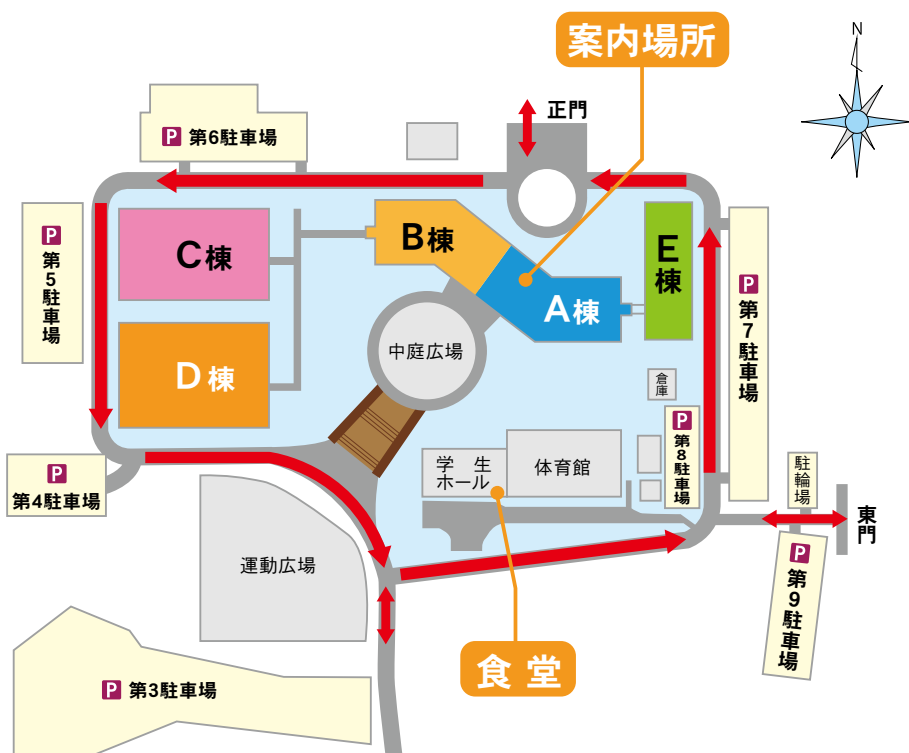 案内場所
N
正門
P 第6駐車場
P 第5駐車場
C棟
B棟
A棟
E棟
P 第7駐車場
D棟
中庭広場
倉庫
P 第8駐車場
学生
ホール
体育館
P
第4駐車場
駐輪場
東門
運動広場
P 第9駐車場
食堂
P 第3駐車場